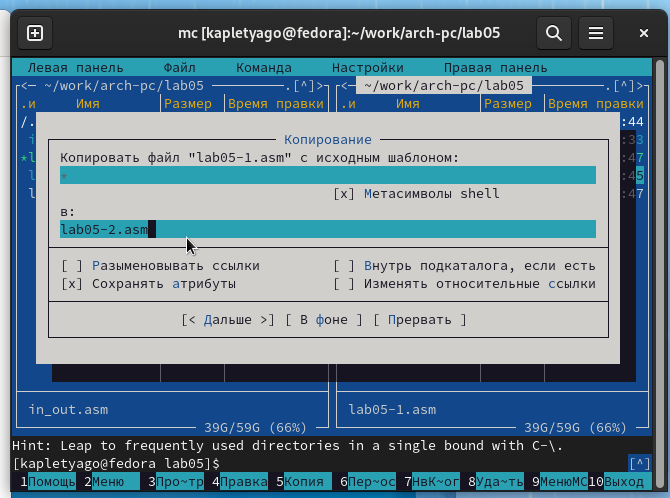 mc [kapletyago@fedora]:~/work/arch-pc/lab05
Левая панель Файл Команда Настройки Правая панель
<— ~/work/arch-pc/lab05 .[^]> <— ~/work/arch-pc/lab05 .[^]>
.и Имя Размер Время правки .и Имя Размер Время правки
/. :44
Копирование
i :33
Копировать файл "lab05-1.asm" с исходным шаблоном:
*l :47
*
l :45
[x] Метасимволы shell
l :47
в:
lab05-2.asm
[ ] Разыменовывать ссылки [ ] Внутрь подкаталога, если есть
[x] Сохранять атрибуты [ ] Изменять относительные ссылки
[< Дальше >] [ В фоне ] [ Прервать ]
in_out.asm lab05-1.asm
39G/59G (66%) 39G/59G (66%)
Hint: Leap to frequently used directories in a single bound with C-\.
[kapletyago@fedora lab05]$ [^]
1Помощь 2Меню 3Про~тр 4Правка 5Копия 6Пер~ос 7НвК~ог 8Уда~ть 9МенюMC 10Выход